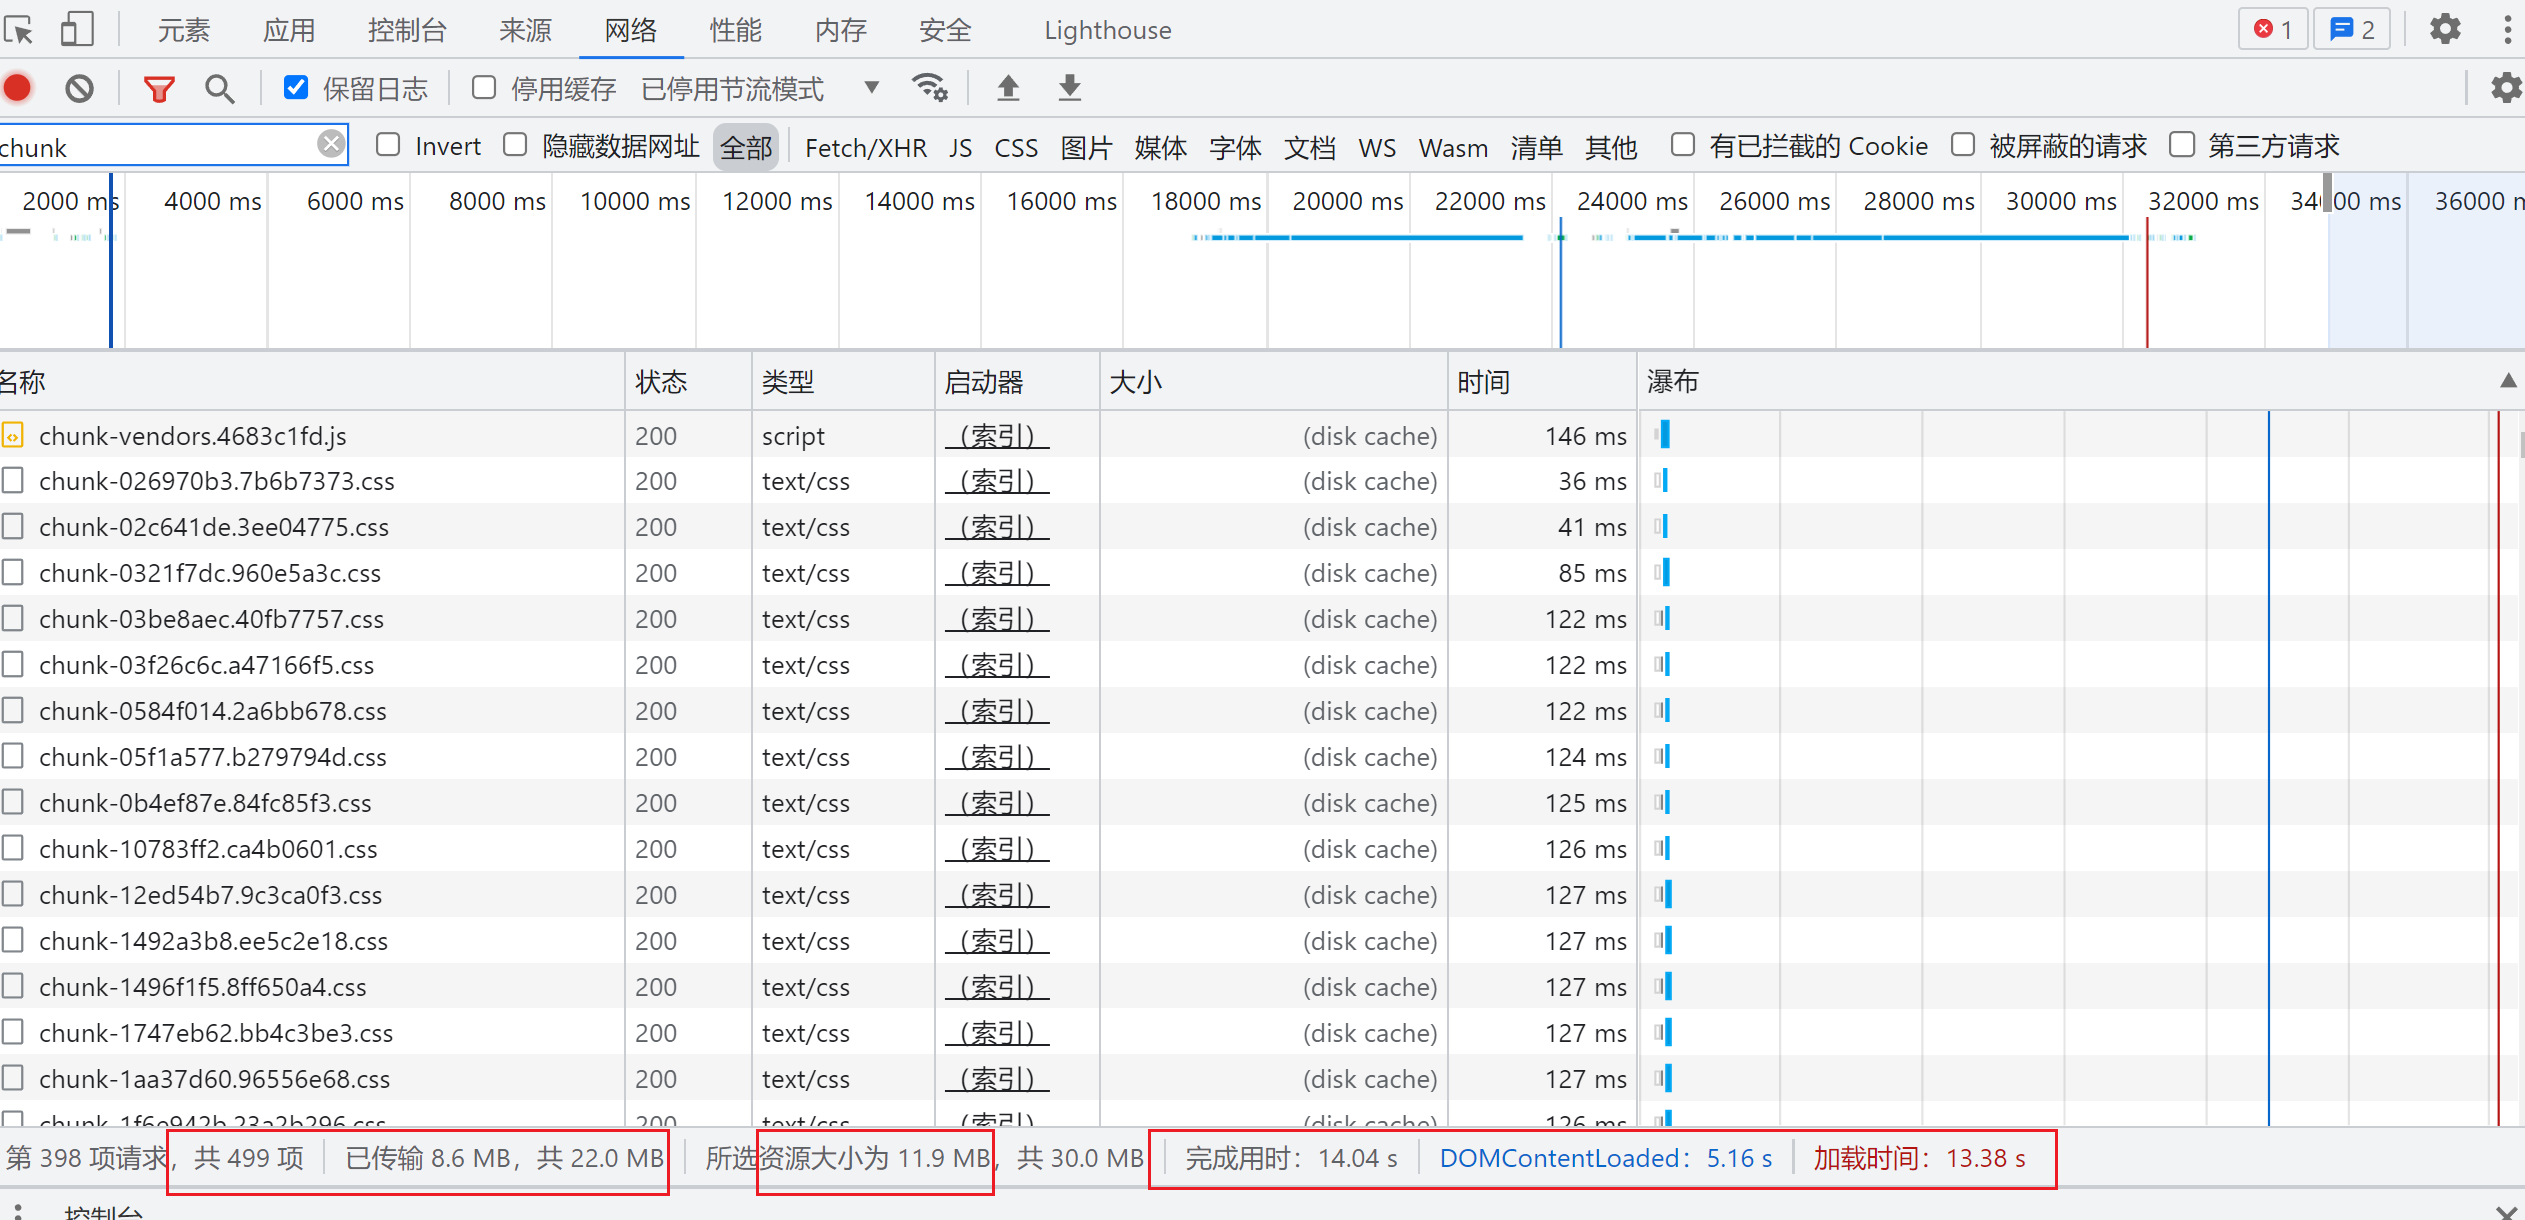 元素 应用 控制台 来源 网络 性能 内存 安全 Lighthouse 1 2
保留日志 停用缓存 已停用节流模式
chunk Invert 隐藏数据网址 全部 Fetch/XHR JS CSS 图片 媒体 字体 文档 WS Wasm 清单 其他 有已拦截的 Cookie 被屏蔽的请求 第三方请求
2000 ms 4000 ms 6000 ms 8000 ms 10000 ms 12000 ms 14000 ms 16000 ms 18000 ms 20000 ms 22000 ms 24000 ms 26000 ms 28000 ms 30000 ms 32000 ms 34000 ms 36000
名称 状态 类型 启动器 大小 时间 瀑布
chunk-vendors.4683c1fd.js 200 script （索引） (disk cache) 146 ms
chunk-026970b3.7b6b7373.css 200 text/css （索引） (disk cache) 36 ms
chunk-02c641de.3ee04775.css 200 text/css （索引） (disk cache) 41 ms
chunk-0321f7dc.960e5a3c.css 200 text/css （索引） (disk cache) 85 ms
chunk-03be8aec.40fb7757.css 200 text/css （索引） (disk cache) 122 ms
chunk-03f26c6c.a47166f5.css 200 text/css （索引） (disk cache) 122 ms
chunk-0584f014.2a6bb678.css 200 text/css （索引） (disk cache) 122 ms
chunk-05f1a577.b279794d.css 200 text/css （索引） (disk cache) 124 ms
chunk-0b4ef87e.84fc85f3.css 200 text/css （索引） (disk cache) 125 ms
chunk-10783ff2.ca4b0601.css 200 text/css （索引） (disk cache) 126 ms
chunk-12ed54b7.9c3ca0f3.css 200 text/css （索引） (disk cache) 127 ms
chunk-1492a3b8.ee5c2e18.css 200 text/css （索引） (disk cache) 127 ms
chunk-1496f1f5.8ff650a4.css 200 text/css （索引） (disk cache) 127 ms
chunk-1747eb62.bb4c3be3.css 200 text/css （索引） (disk cache) 127 ms
chunk-1aa37d60.96556e68.css 200 text/css （索引） (disk cache) 127 ms
chunk-1f6e942b.23a2b296.css 200 text/css （索引） (disk cache) 126 ms
第 398 项请求，共 499 项 已传输 8.6 MB，共 22.0 MB 所选资源大小为 11.9 MB，共 30.0 MB 完成用时：14.04 s DOMContentLoaded：5.16 s 加载时间：13.38 s
控制台